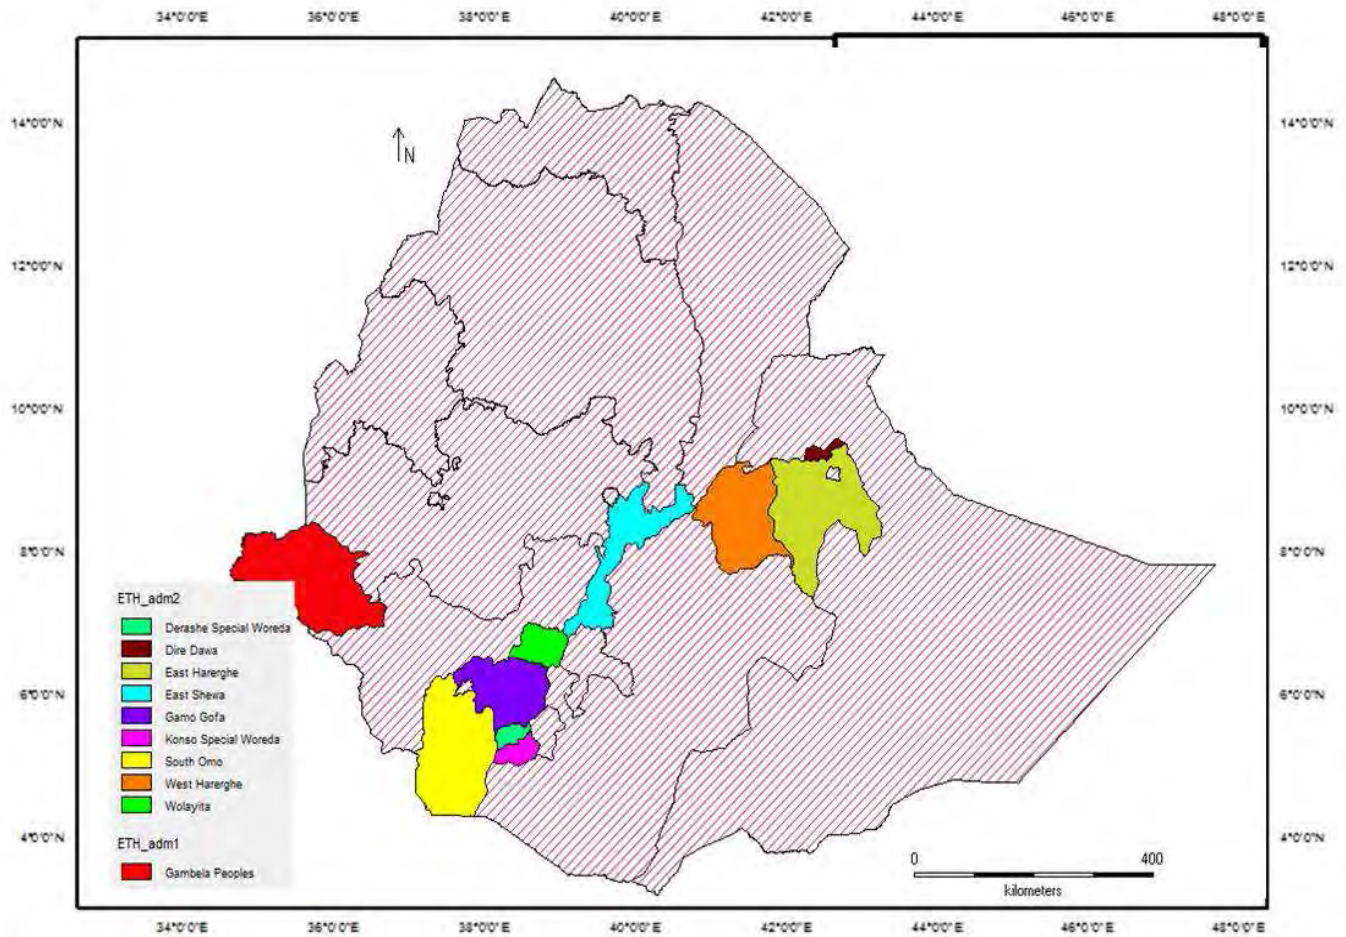 34°0'0"E 36°0'0"E 38°0'0"E 40°0'0"E 42°0'0"E 44°0'0"E 46°0'0"E 48°0'0"E
14°0'0"N 14°0'0"N
N
12°0'0"N 12°0'0"N
10°0'0"N 10°0'0"N
8°0'0"N 8°0'0"N
ETH_adm2
Derashe Special Woreda
Dire Dawa
East Harerghe
6°0'0"N 6°0'0"N
East Shewa
Gamo Gofa
Konso Special Woreda
South Omo
West Harerghe
Wolayita
4°0'0"N 4°0'0"N
ETH_adm1
Gambela Peoples
0 400
kilometers
34°0'0"E 36°0'0"E 38°0'0"E 40°0'0"E 42°0'0"E 44°0'0"E 46°0'0"E 48°0'0"E